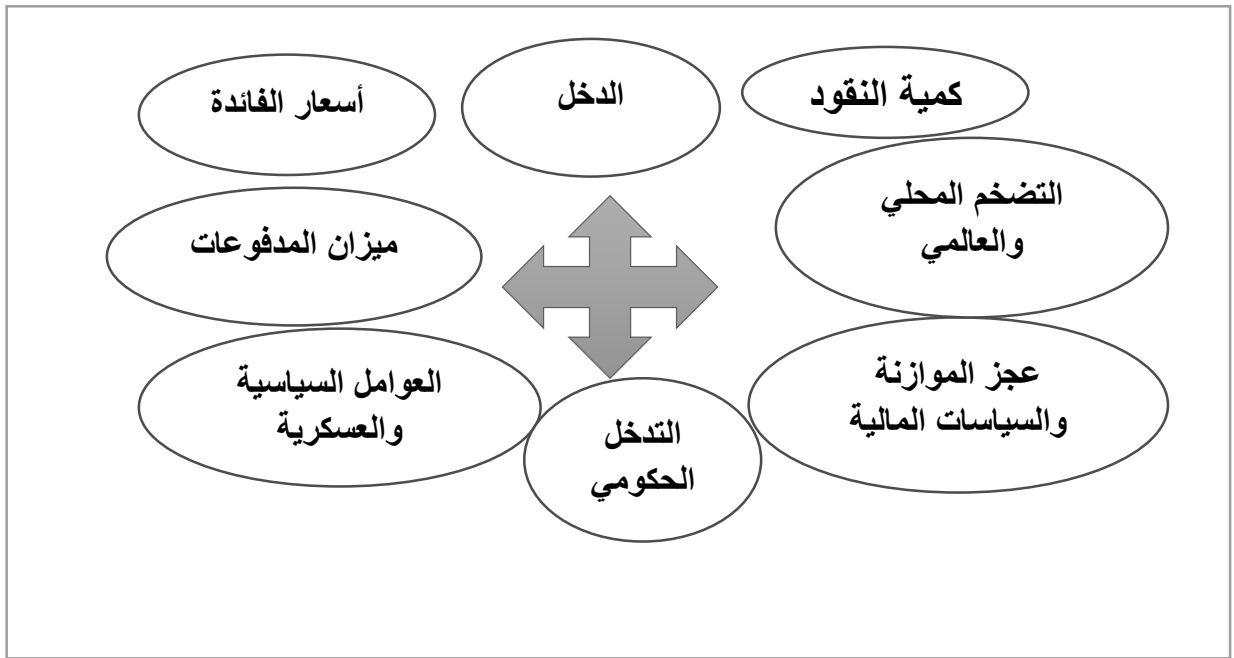 كمية النقود
الدخل
أسعار الفائدة
التضخم المحلي
والعالمي
ميزان المدفوعات
عجز الموازنة
والسياسات المالية
العوامل السياسية
والعسكرية
التدخل
الحكومي